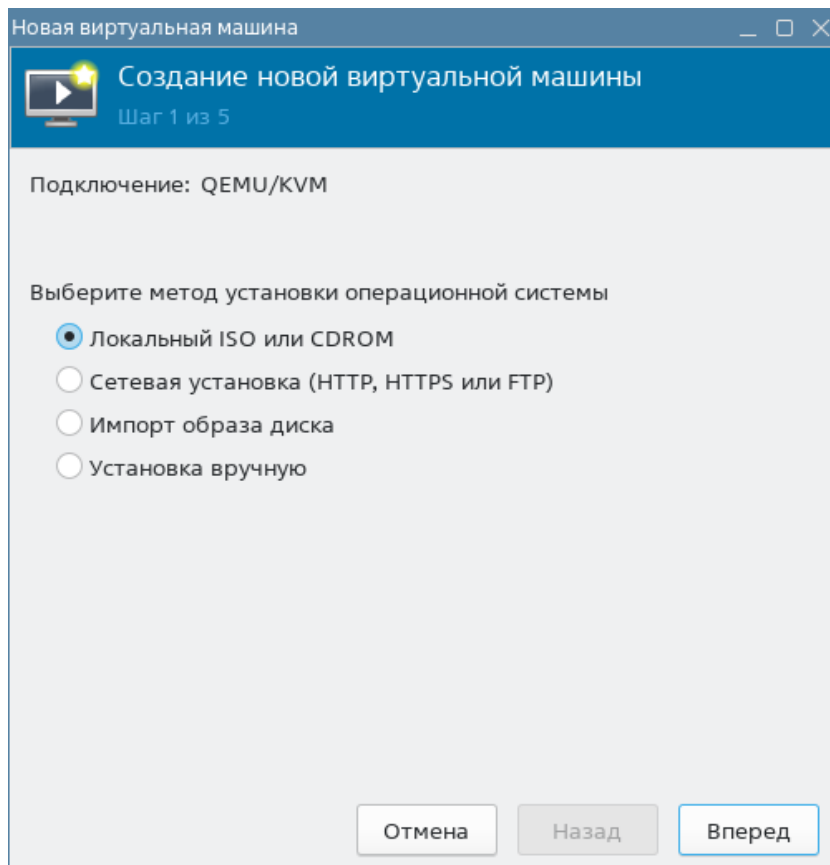 Новая виртуальная машина
Создание новой виртуальной машины
Шаг 1 из 5
Подключение: QEMU/KVM
Выберите метод установки операционной системы
Локальный ISO или CDROM
Сетевая установка (HTTP, HTTPS или FTP)
Импорт образа диска
Установка вручную
Отмена Назад Вперед